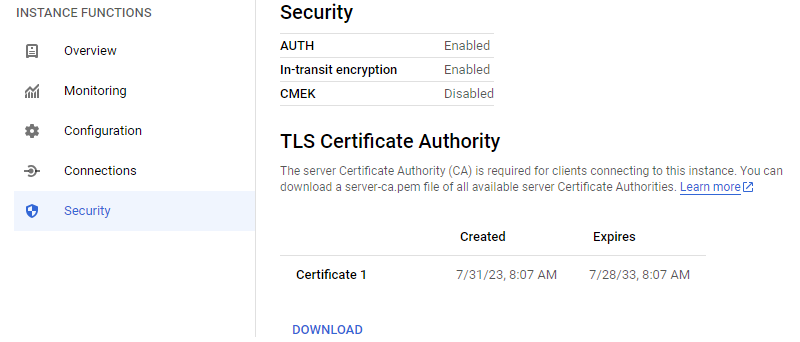 INSTANCE FUNCTIONS
Overview
Monitoring
Configuration
Connections
Security
Security
AUTH Enabled
In-transit encryption Enabled
CMEK Disabled
TLS Certificate Authority
The server Certificate Authority (CA) is required for clients connecting to this instance. You can
download a server-ca.pem file of all available server Certificate Authorities. Learn more
Created Expires
Certificate 1 7/31/23, 8:07 AM 7/28/33, 8:07 AM
DOWNLOAD